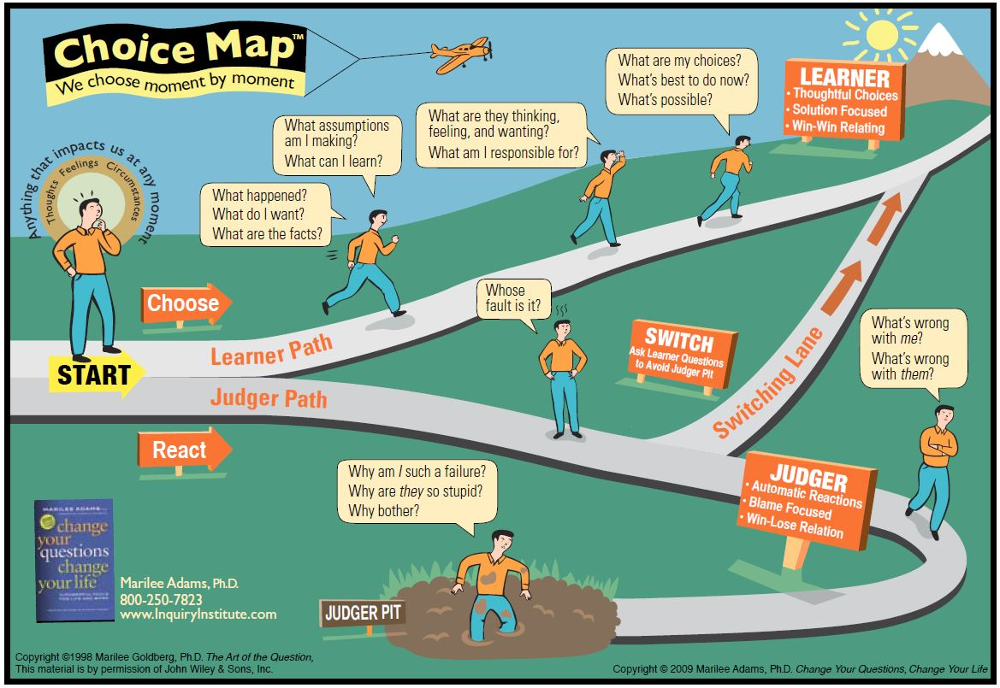 Choice Map™
We choose moment by moment
Anything that impacts us at any moment
Thoughts Feelings Circumstances
What happened?
What do I want?
What are the facts?
What assumptions
am I making?
What can I learn?
What are they thinking,
feeling, and wanting?
What am I responsible for?
What are my choices?
What's best to do now?
What's possible?
LEARNER
• Thoughtful Choices
• Solution Focused
• Win-Win Relating
Choose
START
Learner Path
Judger Path
React
Whose
fault is it?
SWITCH
Ask Learner Questions
to Avoid Judger Pit
Switching Lane
What's wrong
with me?
What's wrong
with them?
JUDGER
• Automatic Reactions
• Blame Focused
• Win-Lose Relation
Why am I such a failure?
Why are they so stupid?
Why bother?
JUDGER PIT
MARILEE ADAMS
change
your
questions
change
your life
Marilee Adams, Ph.D.
800-250-7823
www.InquiryInstitute.com
Copyright ©1998 Marilee Goldberg, Ph.D. The Art of the Question,
This material is by permission of John Wiley & Sons, Inc.
Copyright © 2009 Marilee Adams, Ph.D. Change Your Questions, Change Your Life